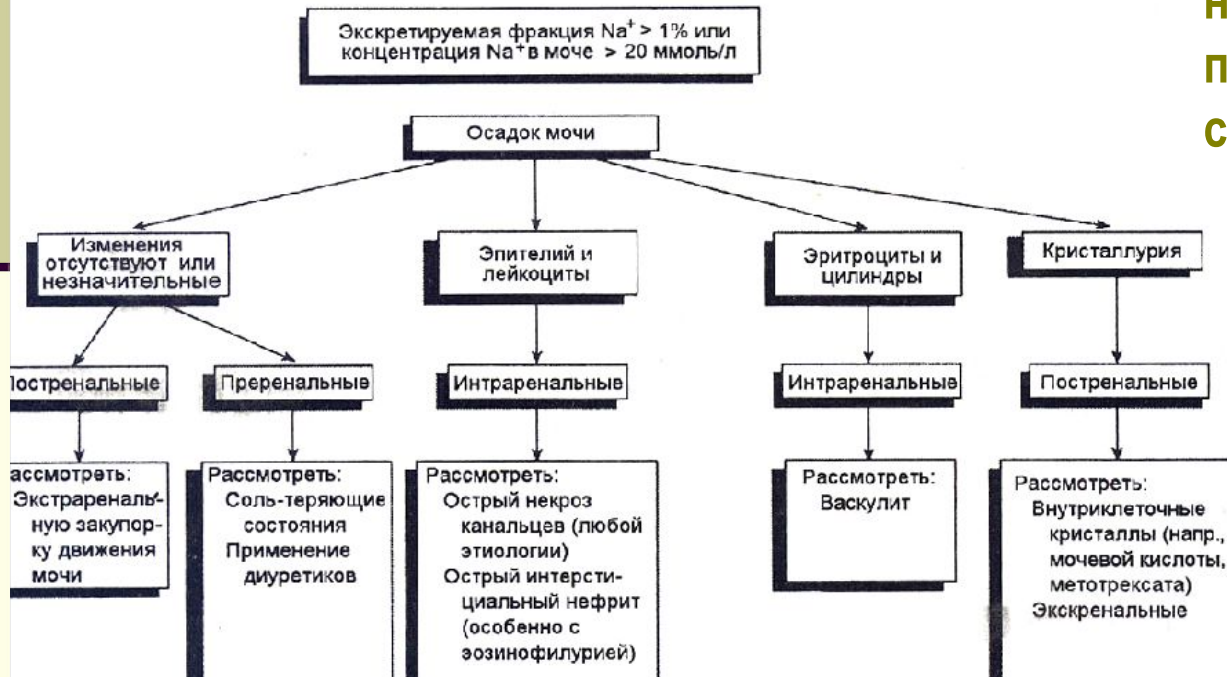 Экскретируемая фракция Na⁺ > 1% или
концентрация Na⁺ в моче > 20 ммоль/л
н
п
с
Осадок мочи
Изменения
отсутствуют или
незначительные
Эпителий и
лейкоциты
Эритроциты и
цилиндры
Кристаллурия
Постренальные
Преренальные
Интраренальные
Интраренальные
Постренальные
ассмотреть:
Экстрареналь-
ную закупор-
ку движения
мочи
Рассмотреть:
Соль-теряющие
состояния
Применение
диуретиков
Рассмотреть:
Острый некроз
канальцев (любой
этиологии)
Острый интерсти-
циальный нефрит
(особенно с
эозинофилурией)
Рассмотреть:
Васкулит
Рассмотреть:
Внутриклеточные
кристаллы (напр.,
мочевой кислоты,
метотрексата)
Экскренальные